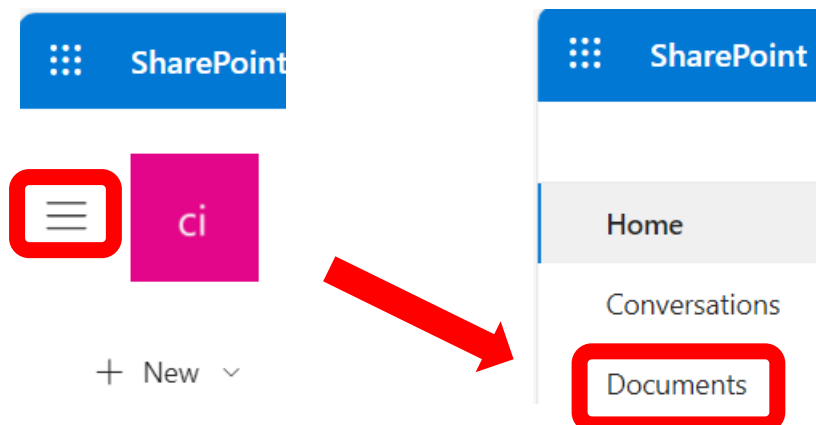 SharePoint
ci
+ New
SharePoint
Home
Conversations
Documents